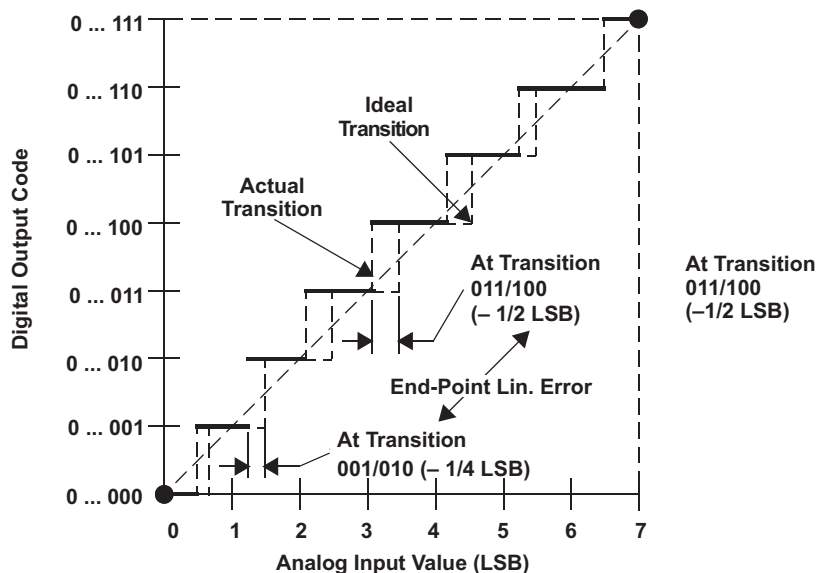 0 ... 111
0 ... 110
0 ... 101
0 ... 100
0 ... 011
0 ... 010
0 ... 001
0 ... 000
Digital Output Code
Ideal
Transition
Actual
Transition
At Transition
011/100
(– 1/2 LSB)
At Transition
011/100
(–1/2 LSB)
End-Point Lin. Error
At Transition
001/010 (– 1/4 LSB)
0 1 2 3 4 5 6 7
Analog Input Value (LSB)